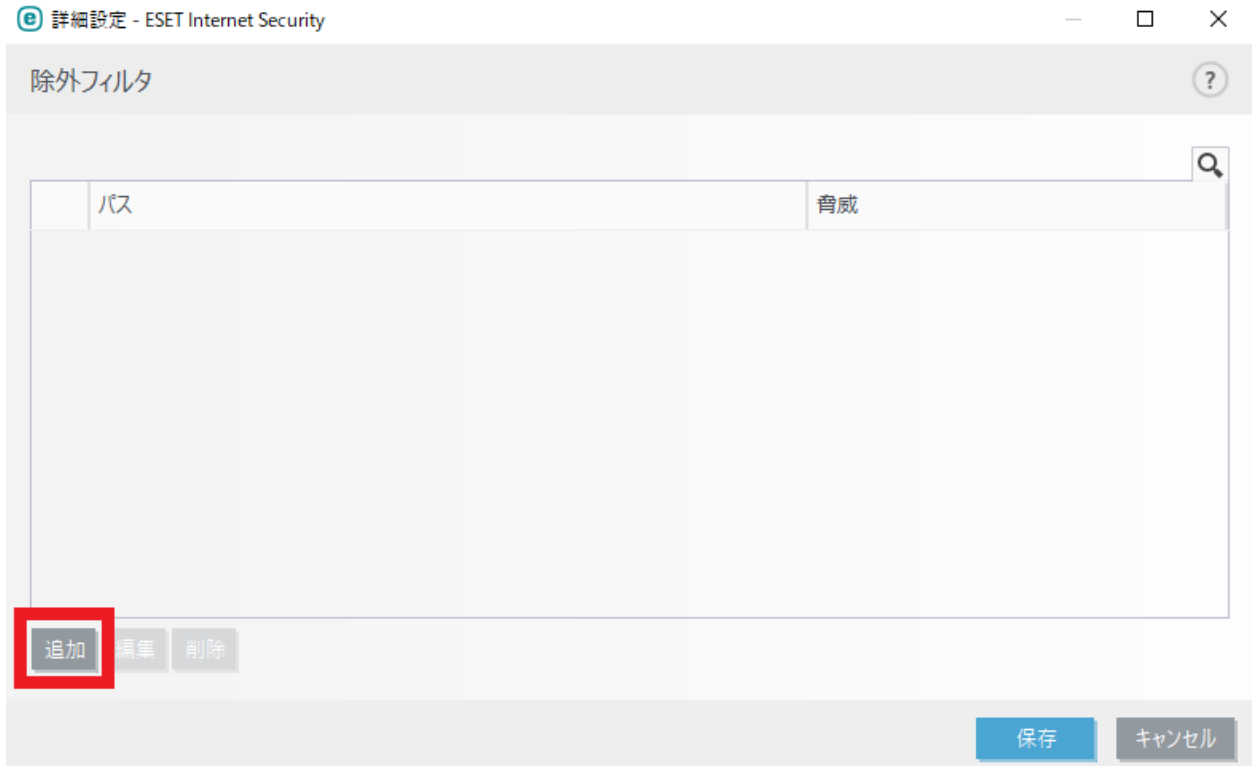 詳細設定 - ESET Internet Security
除外フィルタ
パス 脅威
追加 編集 削除
保存 キャンセル